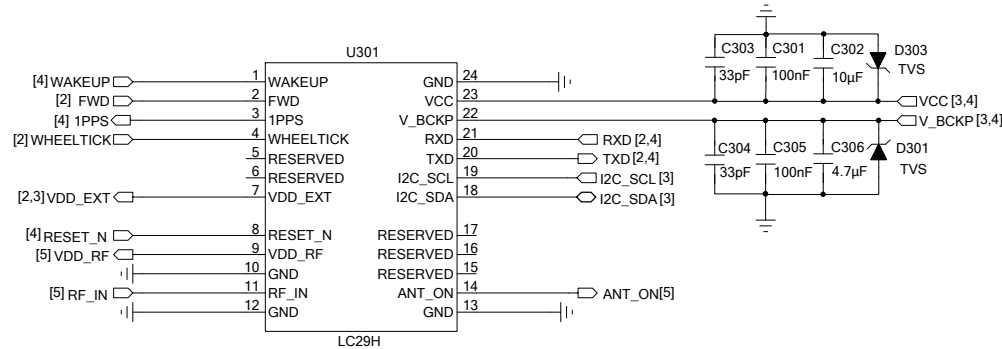 U301
[4] WAKEUP 1 WAKEUP
[2] FWD 2 FWD
[4] 1PPS 3 1PPS
[2] WHEELTICK 4 WHEELTICK
5 RESERVED
6 RESERVED
[2,3] VDD_EXT 7 VDD_EXT
[4] RESET_N 8 RESET_N
[5] VDD_RF 9 VDD_RF
10 GND
[5] RF_IN 11 RF_IN
12 GND
GND 24
VCC 23
V_BCKP 22
RXD 21 RXD [2,4]
TXD 20 TXD [2,4]
I2C_SCL 19 I2C_SCL [3]
I2C_SDA 18 I2C_SDA [3]
RESERVED 17
RESERVED 16
RESERVED 15
ANT_ON 14 ANT_ON[5]
GND 13
LC29H
C303 C301 C302 D303
33pF 100nF 10µF TVS
VCC [3,4]
V_BCKP [3,4]
C304 C305 C306 D301
33pF 100nF 4.7µF TVS